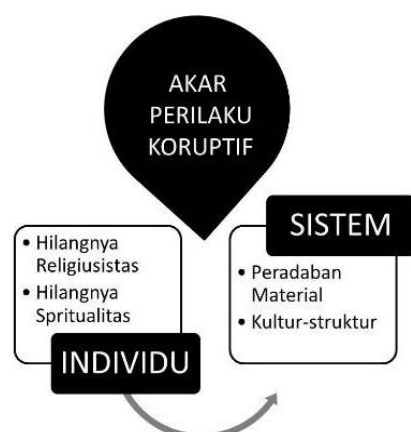 AKAR
PERILAKU
KORUPTIF
• Hilangnya
Religiusistas
• Hilangnya
Spritualitas
INDIVIDU
SISTEM
• Peradaban
Material
• Kultur-struktur